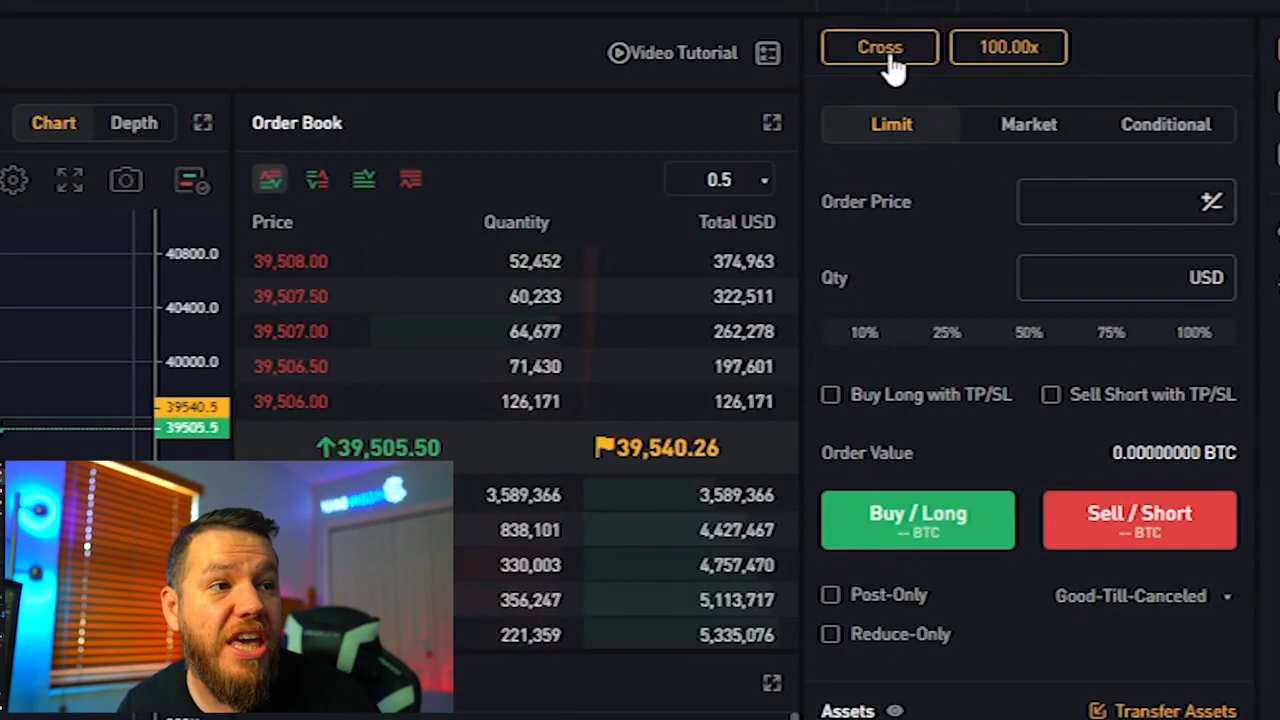 Video Tutorial
Cross 100.00x
Chart Depth
Order Book
Limit Market Conditional
0.5
Order Price
Price Quantity Total USD
40800.0
39,508.00 52,452 374,963
Qty USD
39,507.50 60,233 322,511
40400.0
39,507.00 64,677 262,278
10% 25% 50% 75% 100%
40000.0
39,506.50 71,430 197,601
39,506.00 126,171 126,171
Buy Long with TP/SL Sell Short with TP/SL
39540.5
39505.5
39,505.50 39,540.26
Order Value 0.00000000 BTC
3,589,366 3,589,366
Buy / Long
-- BTC
Sell / Short
-- BTC
838,101 4,427,467
330,003 4,757,470
356,247 5,113,717
Post-Only Good-Till-Canceled
221,359 5,335,076
Reduce-Only
Assets Transfer Assets